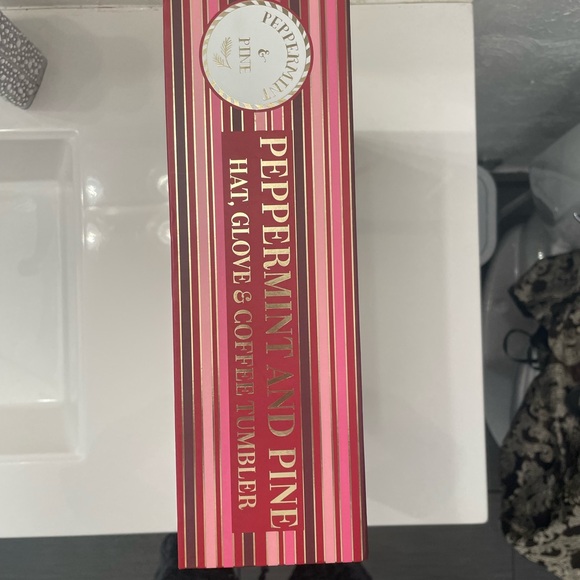 PEPPERMINT
&
PINE
PEPPERMINT AND PINE
HAT, GLOVE & COFFEE TUMBLER